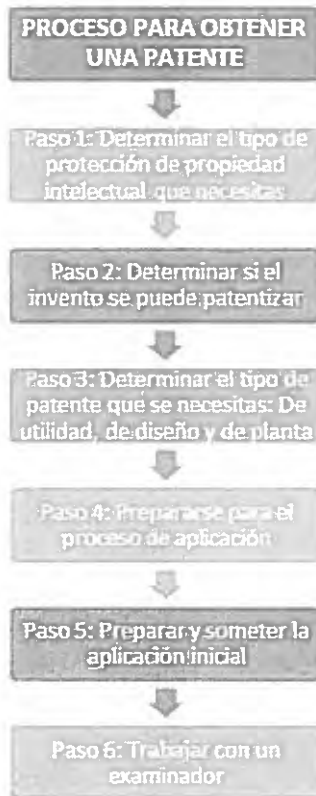 PROCESO PARA OBTENER
UNA PATENTE
Paso 1: Determinar el tipo de
protección de propiedad
intelectual que necesitas
Paso 2: Determinar si el
invento se puede patentizar
Paso 3: Determinar el tipo de
patente que se necesitas: De
utilidad, de diseño y de planta
Paso 4: Prepararse para el
proceso de aplicación
Paso 5: Preparar y someter la
aplicación inicial
Paso 6: Trabajar con un
examinador